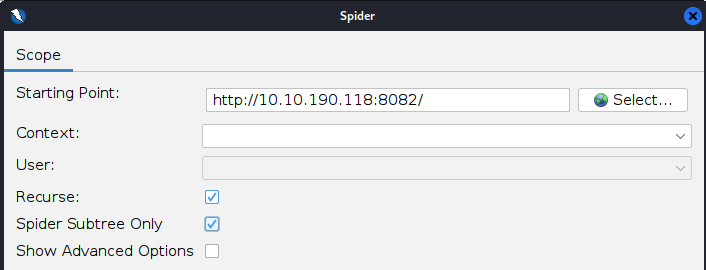 Spider
Scope
Starting Point: http://10.10.190.118:8082/ Select...
Context:
User:
Recurse:
Spider Subtree Only
Show Advanced Options